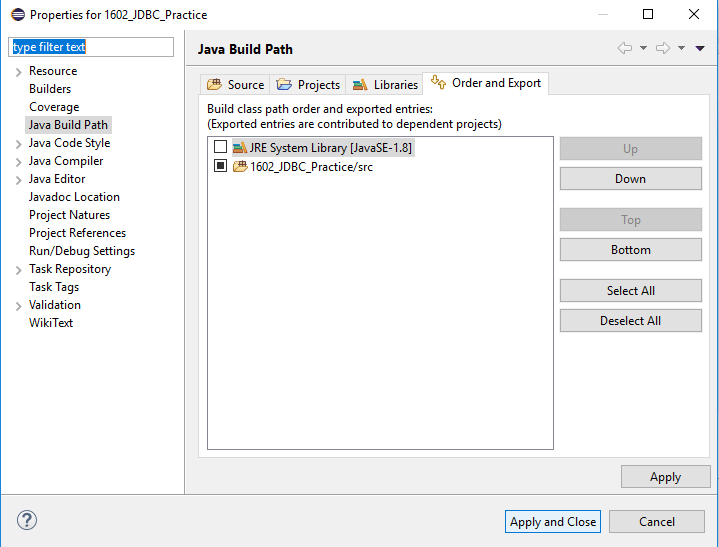 Properties for 1602_JDBC_Practice
type filter text
Resource
Builders
Coverage
Java Build Path
Java Code Style
Java Compiler
Java Editor
Javadoc Location
Project Natures
Project References
Run/Debug Settings
Task Repository
Task Tags
Validation
WikiText
Java Build Path
Source
Projects
Libraries
Order and Export
Build class path order and exported entries:
(Exported entries are contributed to dependent projects)
JRE System Library [JavaSE-1.8]
1602_JDBC_Practice/src
Up
Down
Top
Bottom
Select All
Deselect All
Apply
?
Apply and Close
Cancel